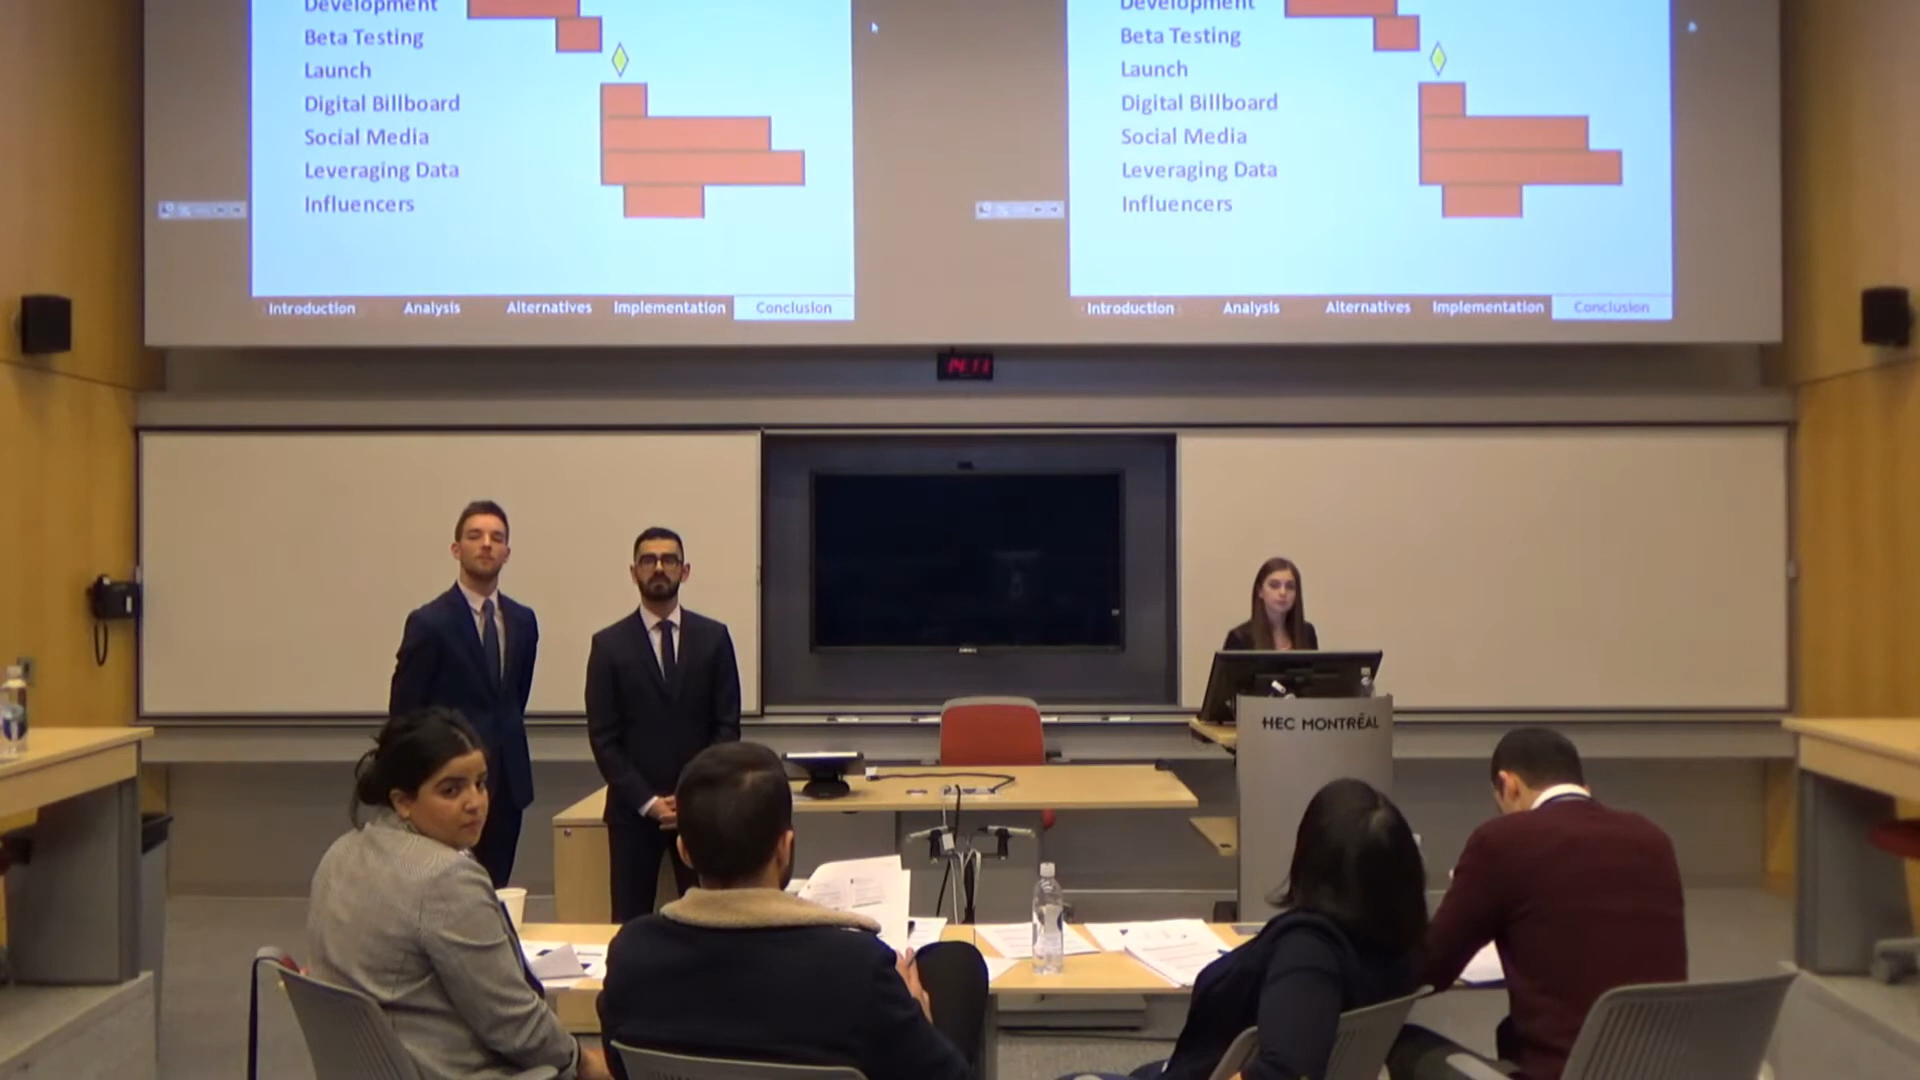 Development
Beta Testing
Launch
Digital Billboard
Social Media
Leveraging Data
Influencers
Introduction Analysis Alternatives Implementation Conclusion
Development
Beta Testing
Launch
Digital Billboard
Social Media
Leveraging Data
Influencers
Introduction Analysis Alternatives Implementation Conclusion
HEC MONTRÉAL